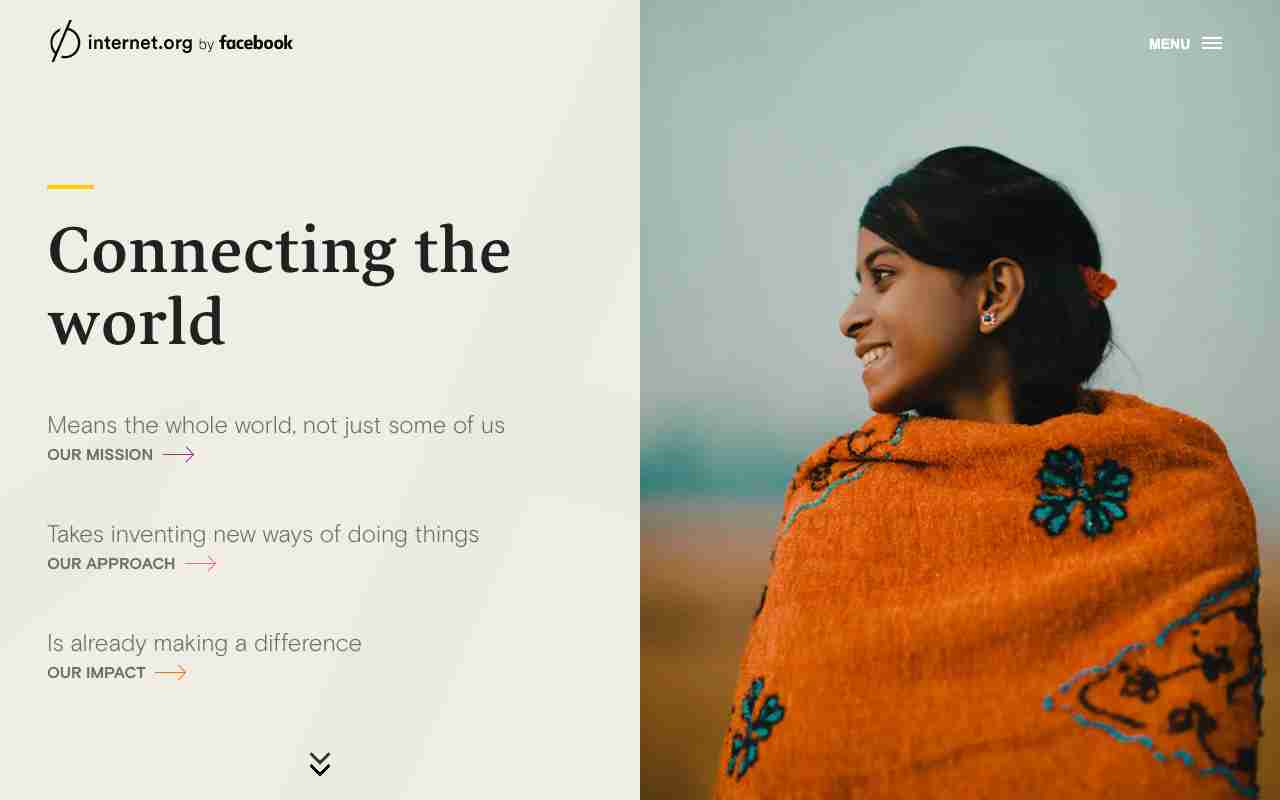 internet.org by facebook
MENU
Connecting the
world
Means the whole world, not just some of us
OUR MISSION
Takes inventing new ways of doing things
OUR APPROACH
Is already making a difference
OUR IMPACT